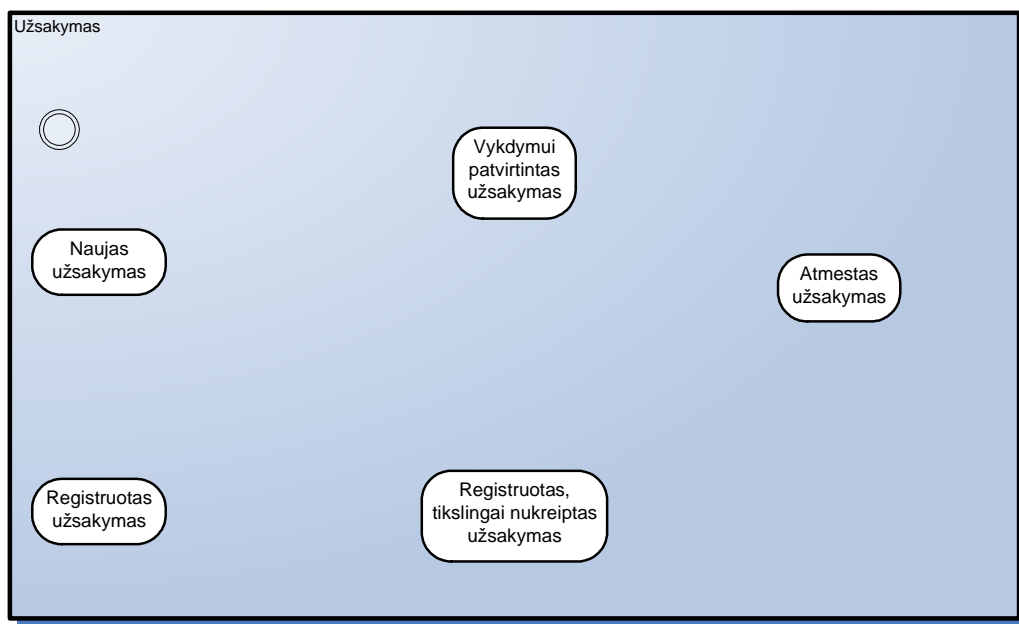 Užsakymas
Vykdymui
patvirtintas
užsakymas
Naujas
užsakymas
Atmestas
užsakymas
Registruotas
užsakymas
Registruotas,
tikslingai nukreiptas
užsakymas